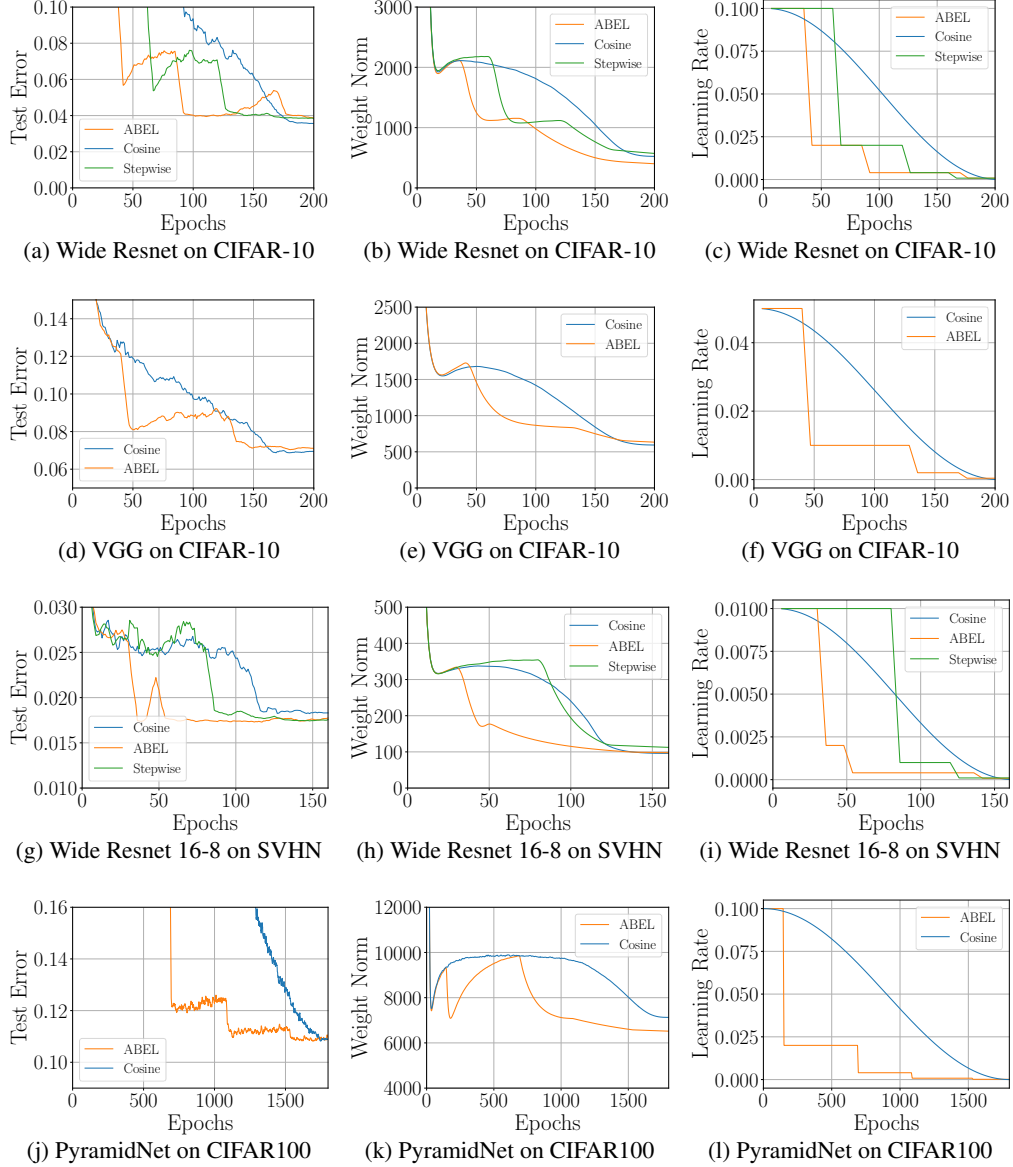 0.10
0.08
0.06
0.04
0.02
0.00
Test Error
ABEL
Cosine
Stepwise
50 100 150 200
Epochs
(a) Wide Resnet on CIFAR-10
3000
2000
1000
0
Weight Norm
ABEL
Cosine
Stepwise
0 50 100 150 200
Epochs
(b) Wide Resnet on CIFAR-10
0.100
0.075
0.050
0.025
0.000
Learning Rate
ABEL
Cosine
Stepwise
0 50 100 150 200
Epochs
(c) Wide Resnet on CIFAR-10
0.14
0.12
0.10
0.08
0.06
Test Error
Cosine
ABEL
0 50 100 150 200
Epochs
(d) VGG on CIFAR-10
2500
2000
1500
1000
500
0
Weight Norm
Cosine
ABEL
0 50 100 150 200
Epochs
(e) VGG on CIFAR-10
0.04
0.02
0.00
Learning Rate
Cosine
ABEL
0 50 100 150 200
Epochs
(f) VGG on CIFAR-10
0.030
0.025
0.020
0.015
0.010
Test Error
Cosine
ABEL
Stepwise
0 50 100 150
Epochs
(g) Wide Resnet 16-8 on SVHN
500
400
300
200
100
0
Weight Norm
Cosine
ABEL
Stepwise
0 50 100 150
Epochs
(h) Wide Resnet 16-8 on SVHN
0.0100
0.0075
0.0050
0.0025
0.0000
Learning Rate
Cosine
ABEL
Stepwise
0 50 100 150
Epochs
(i) Wide Resnet 16-8 on SVHN
0.16
0.14
0.12
0.10
Test Error
ABEL
Cosine
500 1000 1500
Epochs
(j) PyramidNet on CIFAR100
12000
10000
8000
6000
4000
Weight Norm
ABEL
Cosine
0 500 1000 1500
Epochs
(k) PyramidNet on CIFAR100
0.100
0.075
0.050
0.025
0.000
Learning Rate
ABEL
Cosine
0 500 1000 1500
Epochs
(l) PyramidNet on CIFAR100